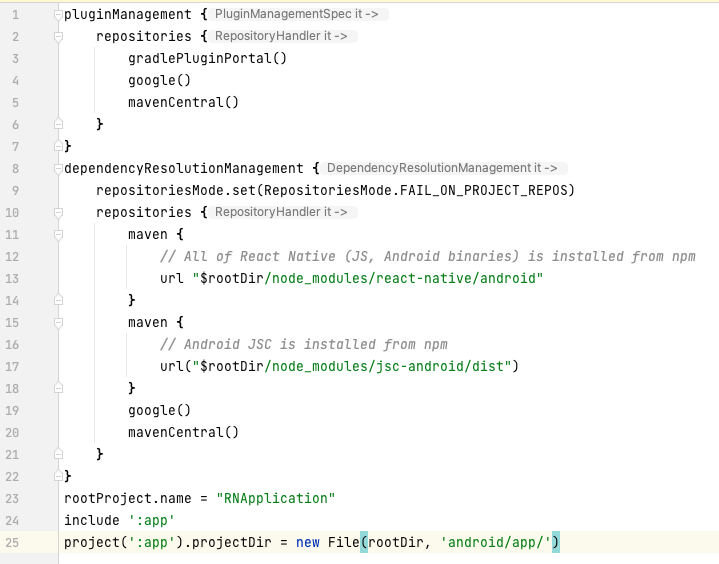 1 pluginManagement { PluginManagementSpec it ->
2 repositories { RepositoryHandler it ->
3 gradlePluginPortal()
4 google()
5 mavenCentral()
6 }
7 }
8 dependencyResolutionManagement { DependencyResolutionManagement it ->
9 repositoriesMode.set(RepositoriesMode.FAIL_ON_PROJECT_REPOS)
10 repositories { RepositoryHandler it ->
11 maven {
12 // All of React Native (JS, Android binaries) is installed from npm
13 url "$rootDir/node_modules/react-native/android"
14 }
15 maven {
16 // Android JSC is installed from npm
17 url("$rootDir/node_modules/jsc-android/dist")
18 }
19 google()
20 mavenCentral()
21 }
22 }
23 rootProject.name = "RNApplication"
24 include ':app'
25 project(':app').projectDir = new File(rootDir, 'android/app/')